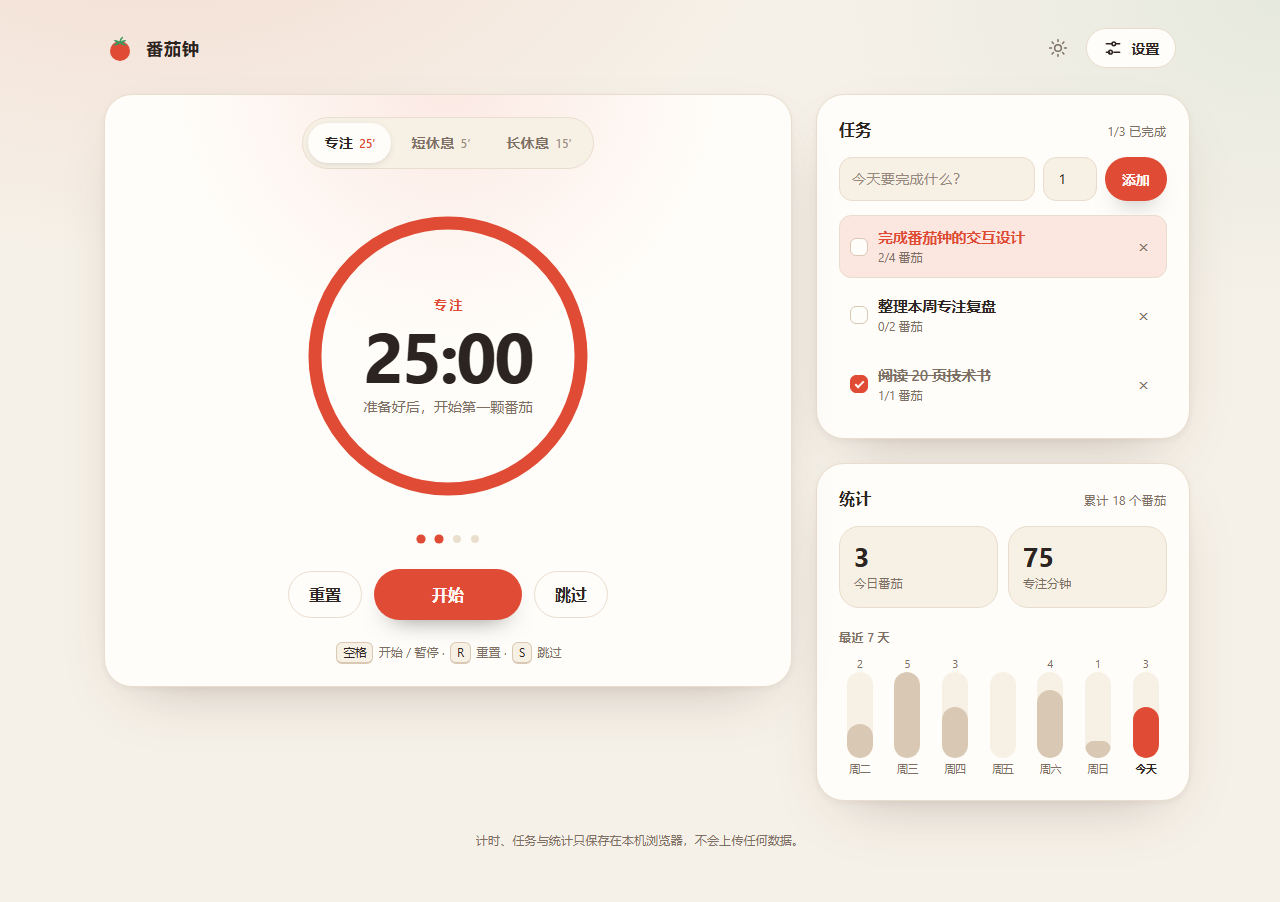 番茄钟
设置
专注 25′
短休息 5′
长休息 15′
专注
25:00
准备好后，开始第一颗番茄
重置
开始
跳过
空格 开始 / 暂停 · R 重置 · S 跳过
任务
1/3 已完成
今天要完成什么？
1
添加
完成番茄钟的交互设计
2/4 番茄
×
整理本周专注复盘
0/2 番茄
×
阅读 20 页技术书
1/1 番茄
×
统计
累计 18 个番茄
3
今日番茄
75
专注分钟
最近 7 天
2 5 3 4 1 3
周二 周三 周四 周五 周六 周日 今天
计时、任务与统计只保存在本机浏览器，不会上传任何数据。